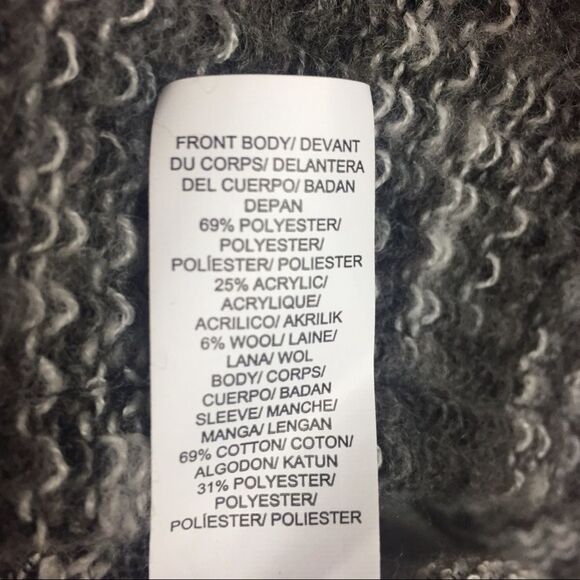 FRONT BODY/ DEVANT
DU CORPS/ DELANTERA
DEL CUERPO/ BADAN
DEPAN
69% POLYESTER/
POLYESTER/
POLÍESTER/ POLIESTER
25% ACRYLIC/
ACRYLIQUE/
ACRILICO/ AKRILIK
6% WOOL/ LAINE/
LANA/ WOL
BODY/ CORPS/
CUERPO/ BADAN
SLEEVE/ MANCHE/
MANGA/ LENGAN
69% COTTON/ COTON/
ALGODON/ KATUN
31% POLYESTER/
POLYESTER/
POLÍESTER/ POLIESTER